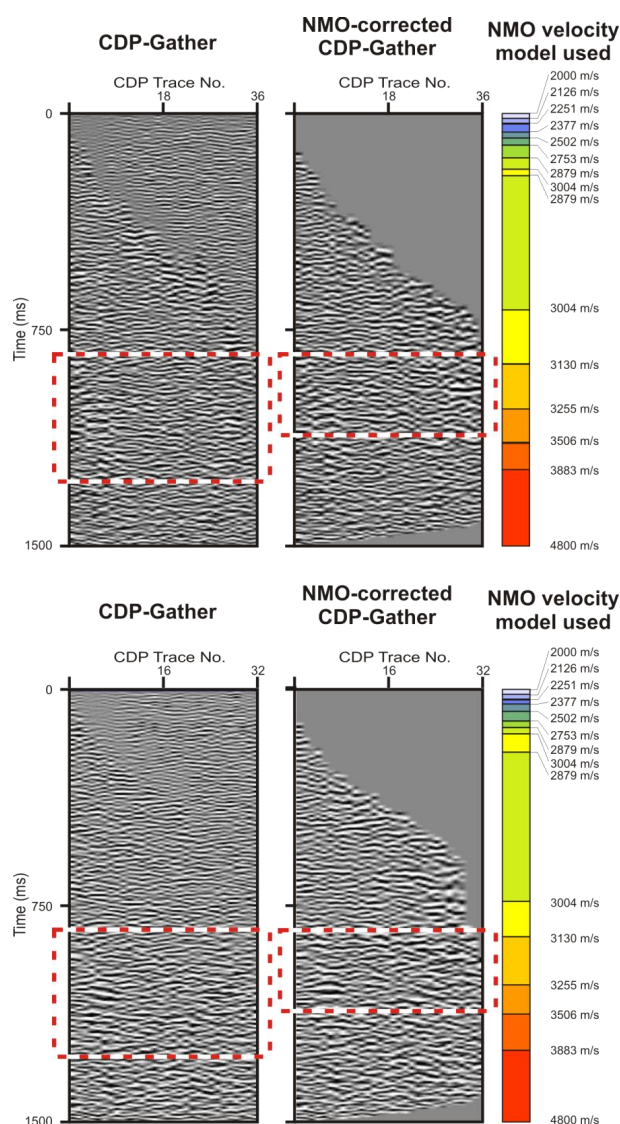 CDP-Gather
NMO-corrected
CDP-Gather
NMO velocity
model used
CDP Trace No.
18
36
CDP Trace No.
18
36
2000 m/s
2126 m/s
2251 m/s
2377 m/s
2502 m/s
2753 m/s
2879 m/s
3004 m/s
2879 m/s
3004 m/s
3130 m/s
3255 m/s
3506 m/s
3883 m/s
4800 m/s
0
750
1500
Time (ms)
CDP-Gather
NMO-corrected
CDP-Gather
NMO velocity
model used
CDP Trace No.
16
32
CDP Trace No.
16
32
2000 m/s
2126 m/s
2251 m/s
2377 m/s
2502 m/s
2753 m/s
2879 m/s
3004 m/s
2879 m/s
3004 m/s
3130 m/s
3255 m/s
3506 m/s
3883 m/s
4800 m/s
0
750
1500
Time (ms)